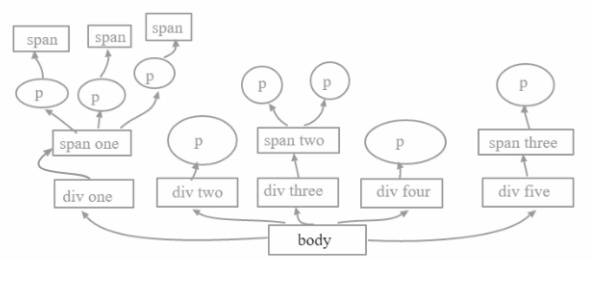 span
span
span
p
p
p
p
p
p
p
p
span one
span two
span three
div one
div two
div three
div four
div five
body